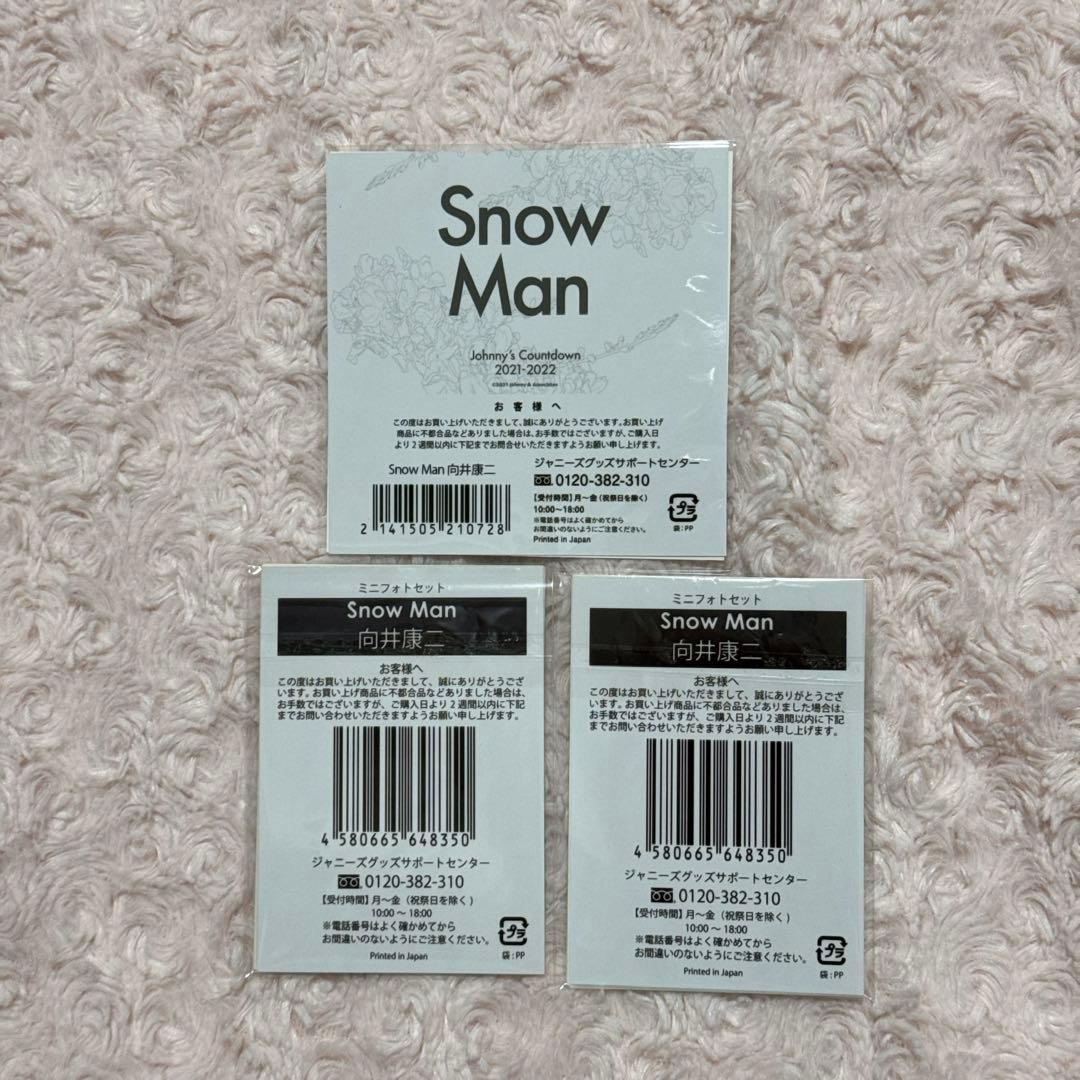 Snow
Man
Johnny's Countdown
2021-2022
©2021 Johnny & Associates
お客様へ
この度はお買い上げいただきまして、誠にありがとうございます。お買い上げ
商品に不都合品などありました場合は、お手数ではございますが、ご購入日
より2週間以内に下記までお問合せいただきますようお願い申し上げます。
Snow Man 向井康二
2 141505 210728
ジャニーズグッズサポートセンター
0120-382-310
【受付時間】月～金（祝祭日を除く）
10:00～18:00
※電話番号はよく確かめてから
お間違いのないようにご注意ください。
Printed in Japan
プラ
袋:PP
ミニフォトセット
Snow Man
向井康二
お客様へ
この度はお買い上げいただきまして、誠にありがとうござ
います。お買い上げ商品に不都合品などありました場合は、
お手数ではございますが、ご購入日より2週間以内に下記
までお問い合わせいただきますようお願い申し上げます。
4 580665 648350
ジャニーズグッズサポートセンター
0120-382-310
【受付時間】月～金（祝祭日を除く）
10:00～18:00
※電話番号はよく確かめてから
お間違いのないようにご注意ください。
Printed in Japan
プラ
袋:PP
ミニフォトセット
Snow Man
向井康二
お客様へ
この度はお買い上げいただきまして、誠にありがとうござ
います。お買い上げ商品に不都合品などありました場合は、
お手数ではございますが、ご購入日より2週間以内に下記
までお問い合わせいただきますようお願い申し上げます。
4 580665 648350
ジャニーズグッズサポートセンター
0120-382-310
【受付時間】月～金（祝祭日を除く）
10:00～18:00
※電話番号はよく確かめてから
お間違いのないようにご注意ください。
Printed in Japan
プラ
袋:PP